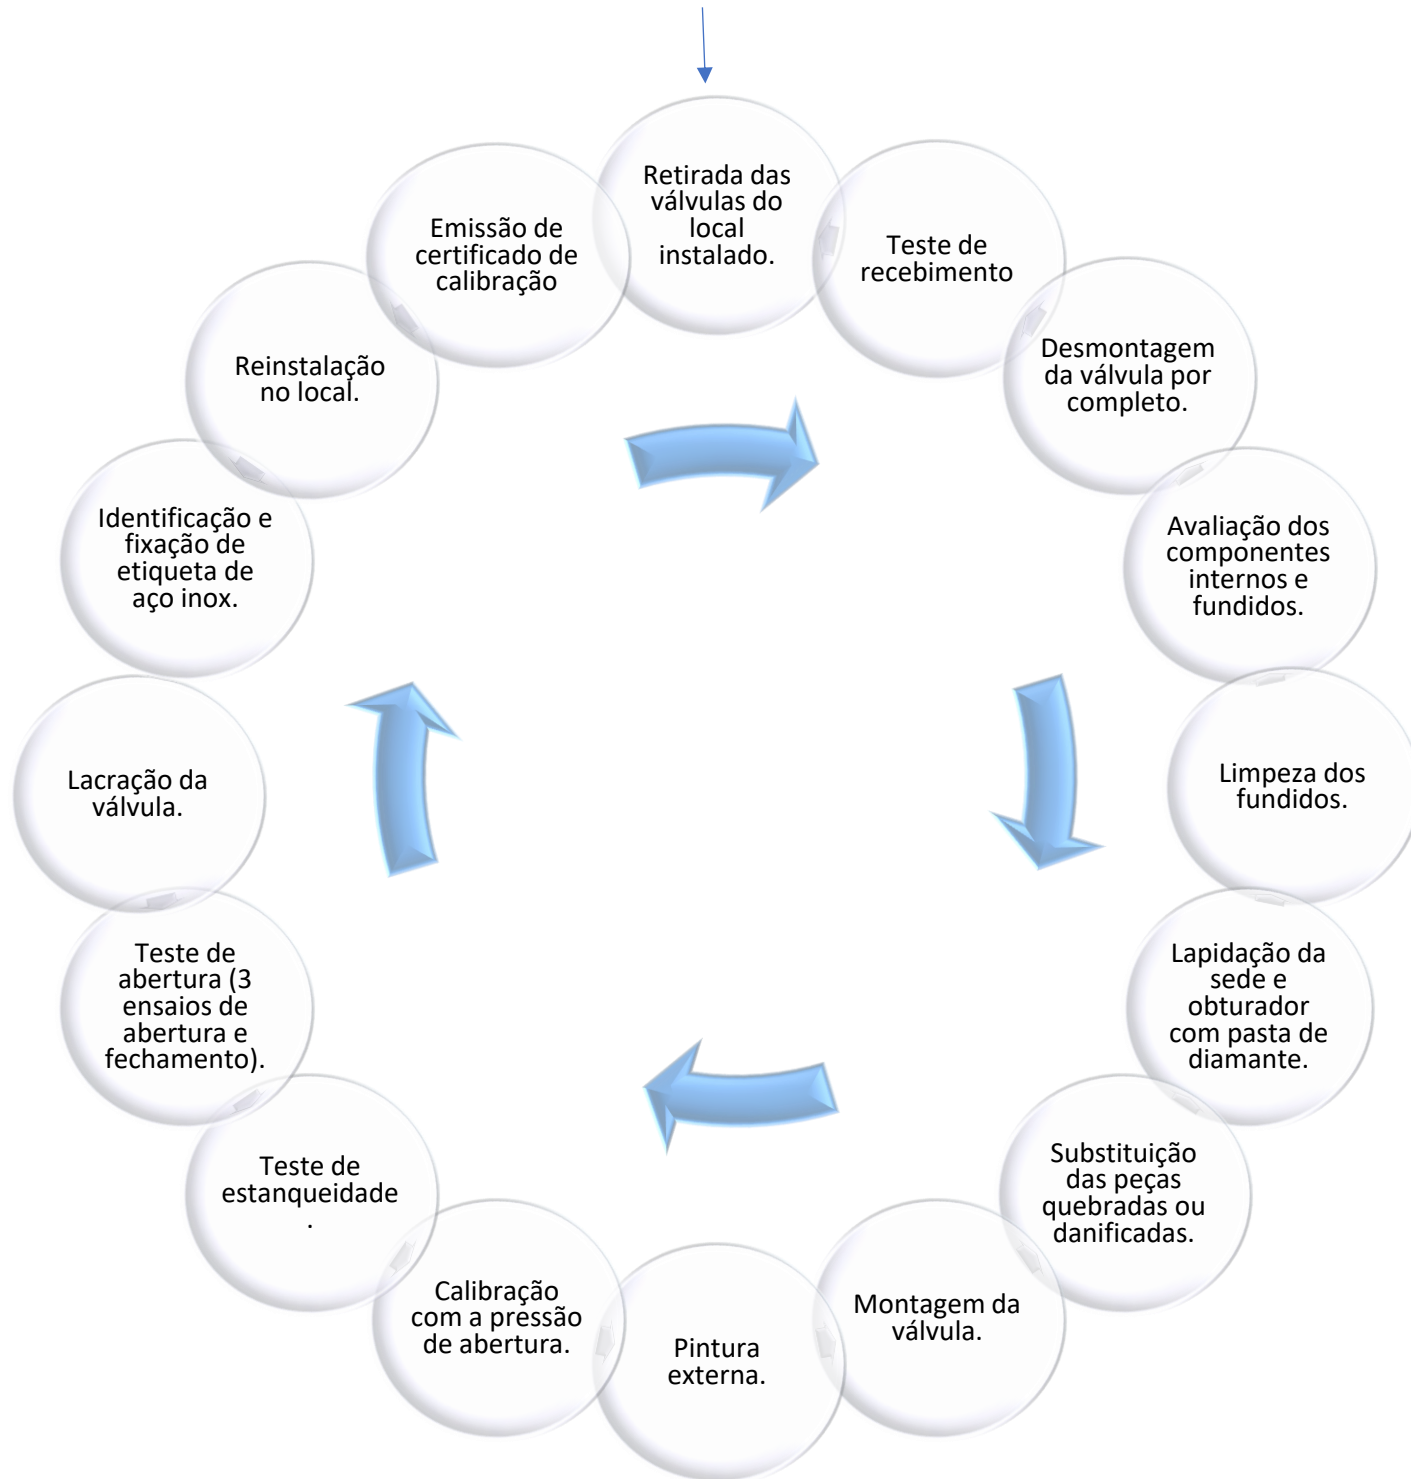 Retirada das
válvulas do
local
instalado.
Teste de
recebimento
Desmontagem
da válvula por
completo.
Avaliação dos
componentes
internos e
fundidos.
Limpeza dos
fundidos.
Lapidação da
sede e
obturador
com pasta de
diamante.
Substituição
das peças
quebradas ou
danificadas.
Montagem da
válvula.
Pintura
externa.
Calibração
com a pressão
de abertura.
Teste de
estanqueidade
.
Teste de
abertura (3
ensaios de
abertura e
fechamento).
Lacração da
válvula.
Identificação e
fixação de
etiqueta de
aço inox.
Reinstalação
no local.
Emissão de
certificado de
calibração